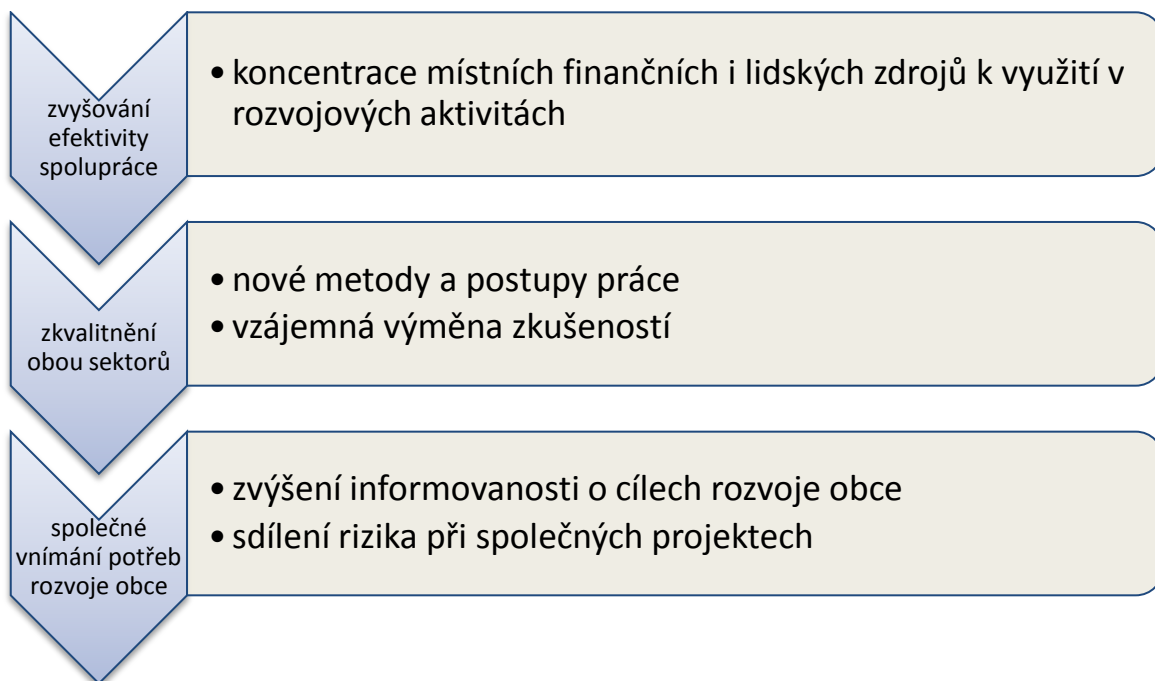 zvyšování
efektivity
spolupráce
• koncentrace místních finančních i lidských zdrojů k využití v
rozvojových aktivitách
zkvalitnění
obou sektorů
• nové metody a postupy práce
• vzájemná výměna zkušeností
společné
vnímání potřeb
rozvoje obce
• zvýšení informovanosti o cílech rozvoje obce
• sdílení rizika při společných projektech